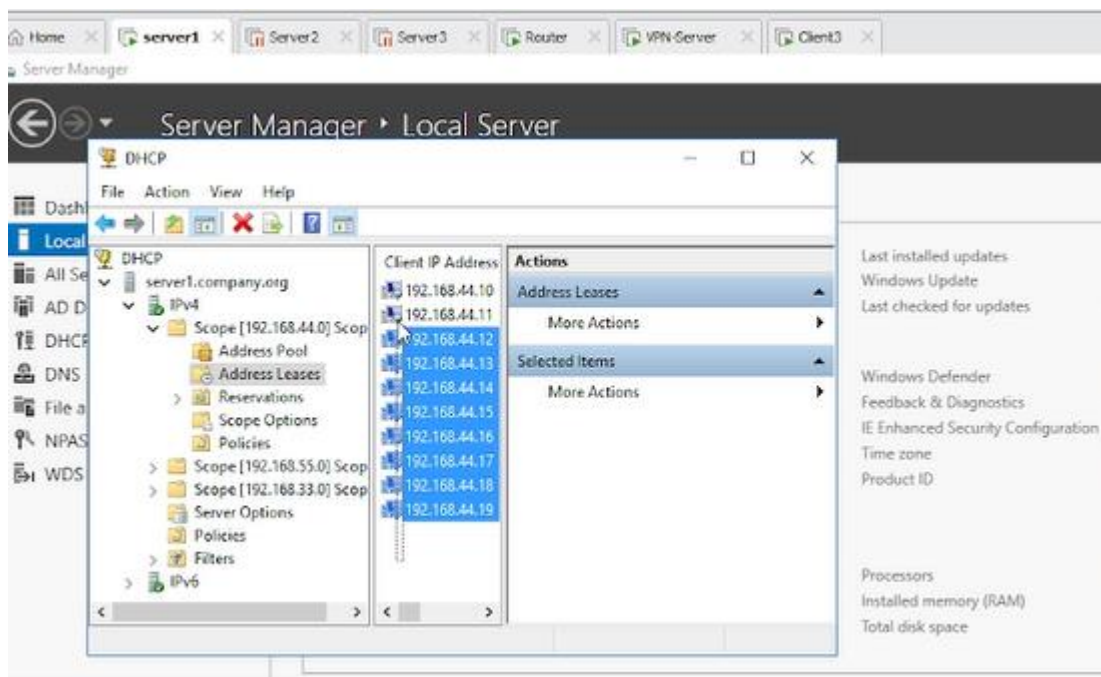 Home server1 Server2 Server3 Router VPN-Server Client3
Server Manager
Server Manager ‣ Local Server
DHCP
File Action View Help
Dash
Local
All Se
AD D
DHCP
DNS
File a
NPAS
WDS
DHCP
server1.company.org
IPv4
Scope [192.168.44.0] Scop
Address Pool
Address Leases
Reservations
Scope Options
Policies
Scope [192.168.55.0] Scop
Scope [192.168.33.0] Scop
Server Options
Policies
Filters
IPv6
Client IP Address
192.168.44.10
192.168.44.11
192.168.44.12
192.168.44.13
192.168.44.14
192.168.44.15
192.168.44.16
192.168.44.17
192.168.44.18
192.168.44.19
Actions
Address Leases
More Actions
Selected Items
More Actions
Last installed updates
Windows Update
Last checked for updates
Windows Defender
Feedback & Diagnostics
IE Enhanced Security Configuration
Time zone
Product ID
Processors
Installed memory (RAM)
Total disk space